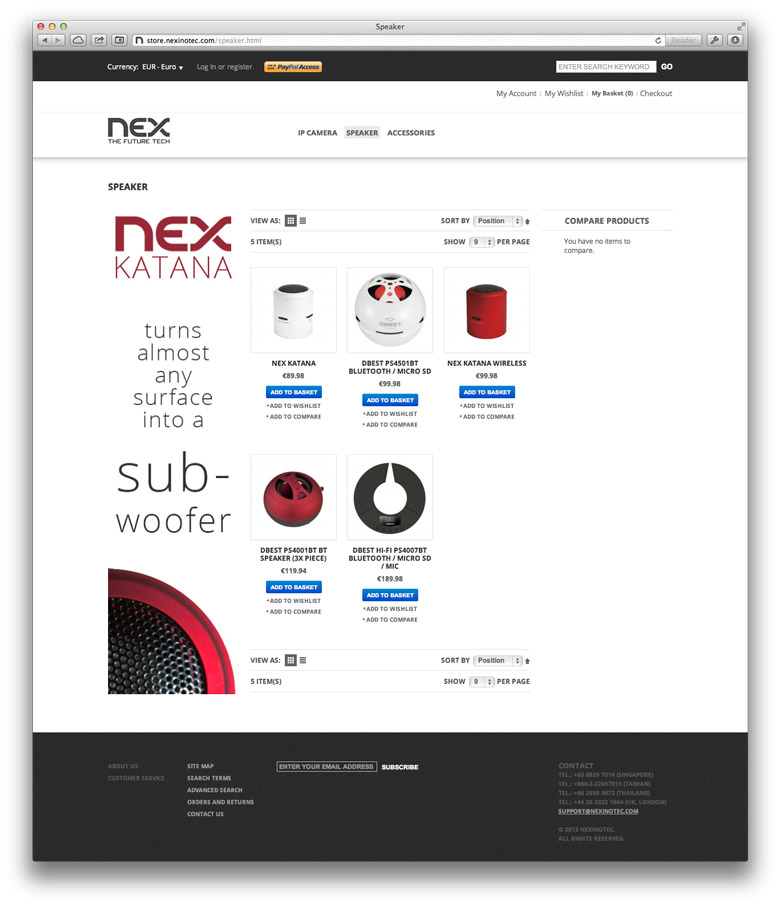 Speaker
store.nexinotec.com/speaker.html
Reader
Currency: EUR - Euro
Log In or register
PayPal Access
ENTER SEARCH KEYWORD GO
My Account My Wishlist My Basket (0) Checkout
nex
THE FUTURE TECH
IP CAMERA SPEAKER ACCESSORIES
SPEAKER
nex
KATANA
turns
almost
any
surface
into a
sub-
woofer
VIEW AS: SORT BY Position
5 ITEM(S) SHOW 9 PER PAGE
NEX KATANA
€89.98
ADD TO BASKET
+ADD TO WISHLIST
+ADD TO COMPARE
DBEST
DBEST PS4501BT
BLUETOOTH / MICRO SD
€99.98
ADD TO BASKET
+ADD TO WISHLIST
+ADD TO COMPARE
NEX KATANA WIRELESS
€99.98
ADD TO BASKET
+ADD TO WISHLIST
+ADD TO COMPARE
DBEST PS4001BT BT
SPEAKER (3X PIECE)
€119.94
ADD TO BASKET
+ADD TO WISHLIST
+ADD TO COMPARE
DBEST HI-FI PS4007BT
BLUETOOTH / MICRO SD
/ MIC
€189.98
ADD TO BASKET
+ADD TO WISHLIST
+ADD TO COMPARE
VIEW AS: SORT BY Position
5 ITEM(S) SHOW 9 PER PAGE
COMPARE PRODUCTS
You have no items to
compare.
ABOUT US
CUSTOMER SERVICE
SITE MAP
SEARCH TERMS
ADVANCED SEARCH
ORDERS AND RETURNS
CONTACT US
ENTER YOUR EMAIL ADDRESS SUBSCRIBE
CONTACT
TEL.: +65 6829 7014 (SINGAPORE)
TEL.: +886-2-22697815 (TAIWAN)
TEL.: +66 2938 3673 (THAILAND)
TEL.: +44 20 3322 1864 (UK, LONDON)
SUPPORT@NEXINOTEC.COM
© 2012 NEXINOTEC.
ALL RIGHTS RESERVED.